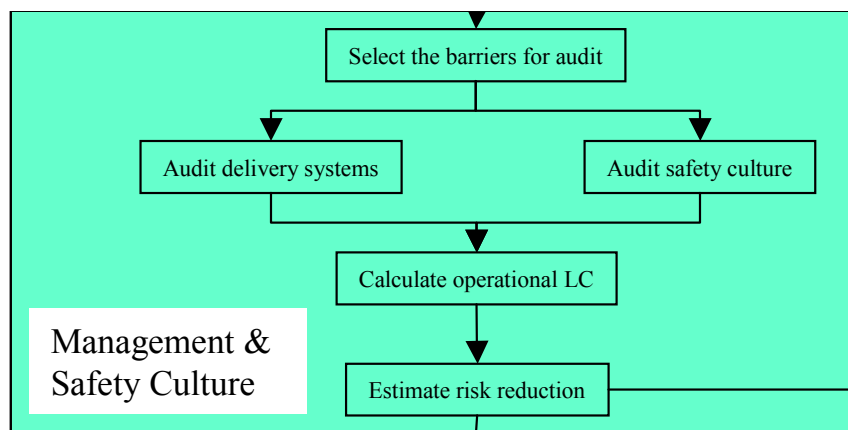 Select the barriers for audit
Audit delivery systems
Audit safety culture
Calculate operational LC
Management &
Safety Culture
Estimate risk reduction